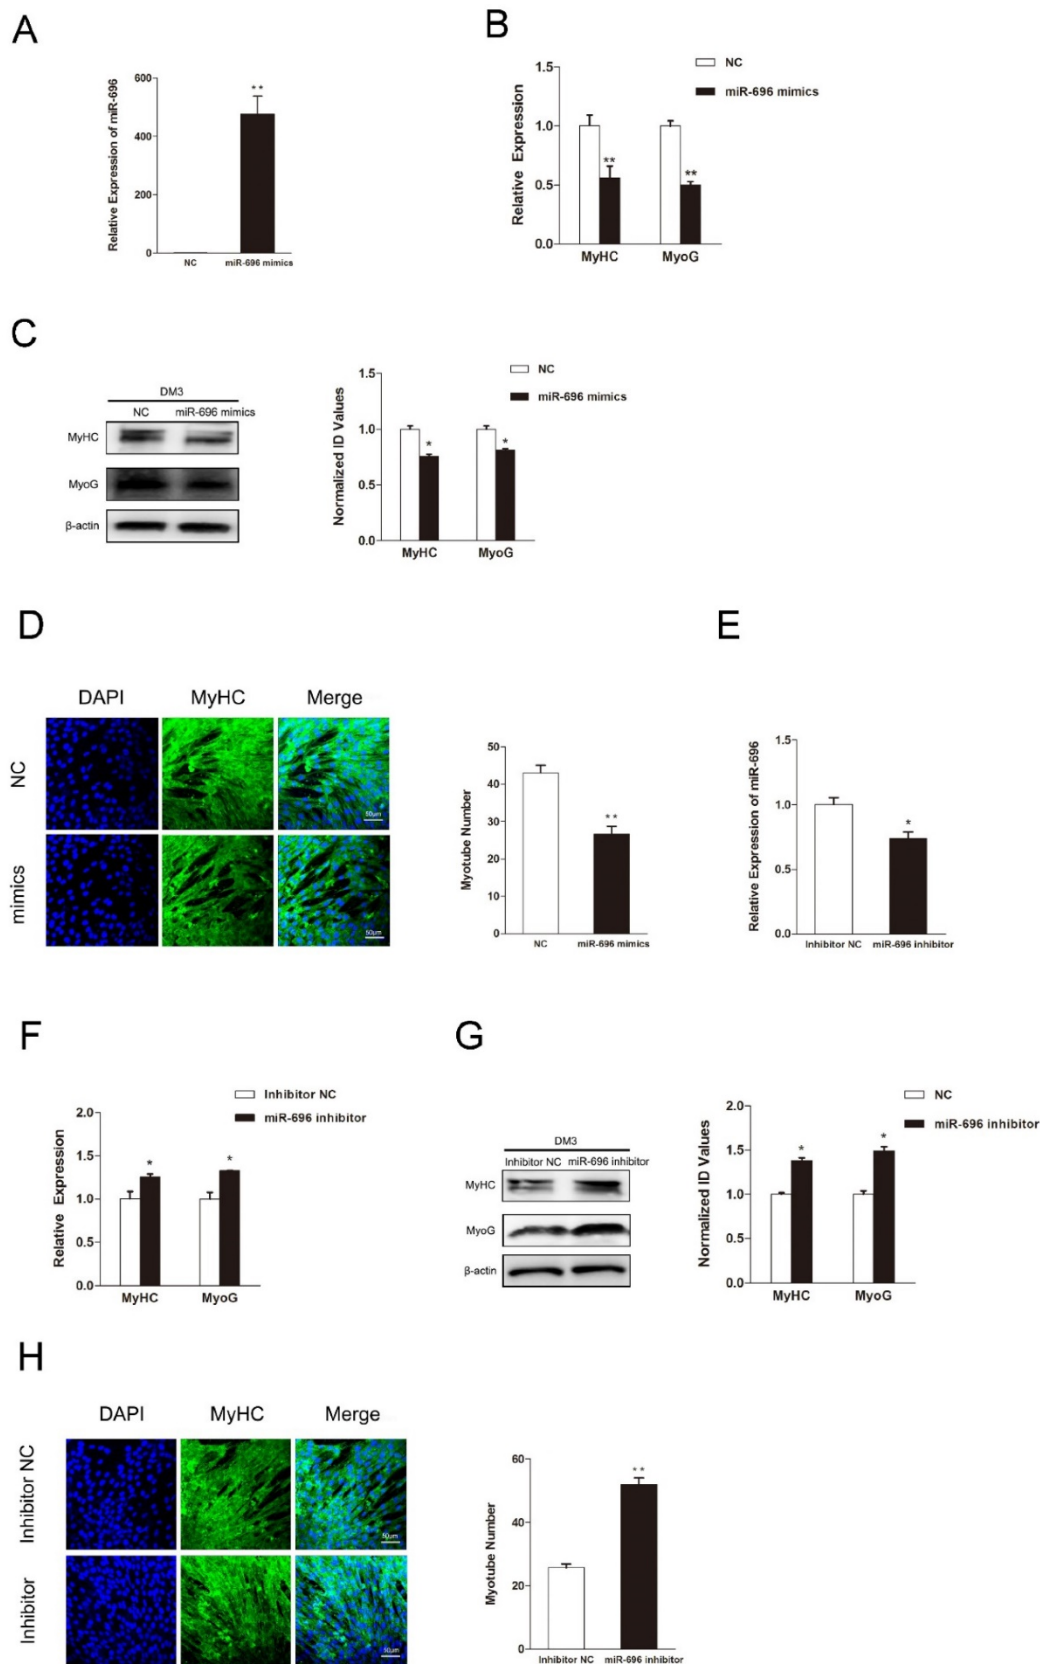 A
Relative Expression of miR-696
600
400
200
0
**
NC
miR-696 mimics
B
Relative Expression
1.5
1.0
0.5
0.0
**
**
MyHC
MyoG
NC
miR-696 mimics
C
DM3
NC
miR-696 mimics
MyHC
MyoG
β-actin
Normalized ID Values
1.5
1.0
0.5
0.0
*
*
MyHC
MyoG
NC
miR-696 mimics
D
DAPI
MyHC
Merge
NC
mimics
50μm
50μm
Myotube Number
50
40
30
20
10
0
**
NC
miR-696 mimics
E
Relative Expression of miR-696
1.5
1.0
0.5
0.0
*
Inhibitor NC
miR-696 inhibitor
F
Inhibitor NC
miR-696 inhibitor
Relative Expression
2.0
1.5
1.0
0.5
0.0
*
*
MyHC
MyoG
G
DM3
Inhibitor NC
miR-696 inhibitor
MyHC
MyoG
β-actin
Normalized ID Values
2.0
1.5
1.0
0.5
0.0
*
*
MyHC
MyoG
NC
miR-696 inhibitor
H
DAPI
MyHC
Merge
Inhibitor NC
Inhibitor
50μm
50μm
Myotube Number
60
40
20
0
**
Inhibitor NC
miR-696 inhibitor